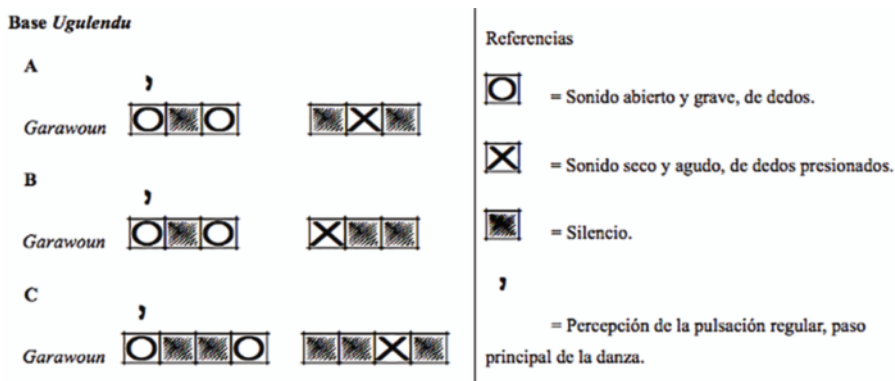 Base Ugulendu
A
,
Garawoun
B
,
Garawoun
C
,
Garawoun
Referencias
= Sonido abierto y grave, de dedos.
= Sonido seco y agudo, de dedos presionados.
= Silencio.
,
= Percepción de la pulsación regular, paso
principal de la danza.